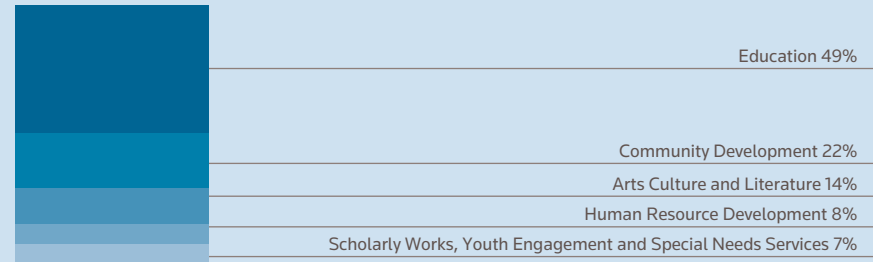 Education 49%
Community Development 22%
Arts Culture and Literature 14%
Human Resource Development 8%
Scholarly Works, Youth Engagement and Special Needs Services 7%